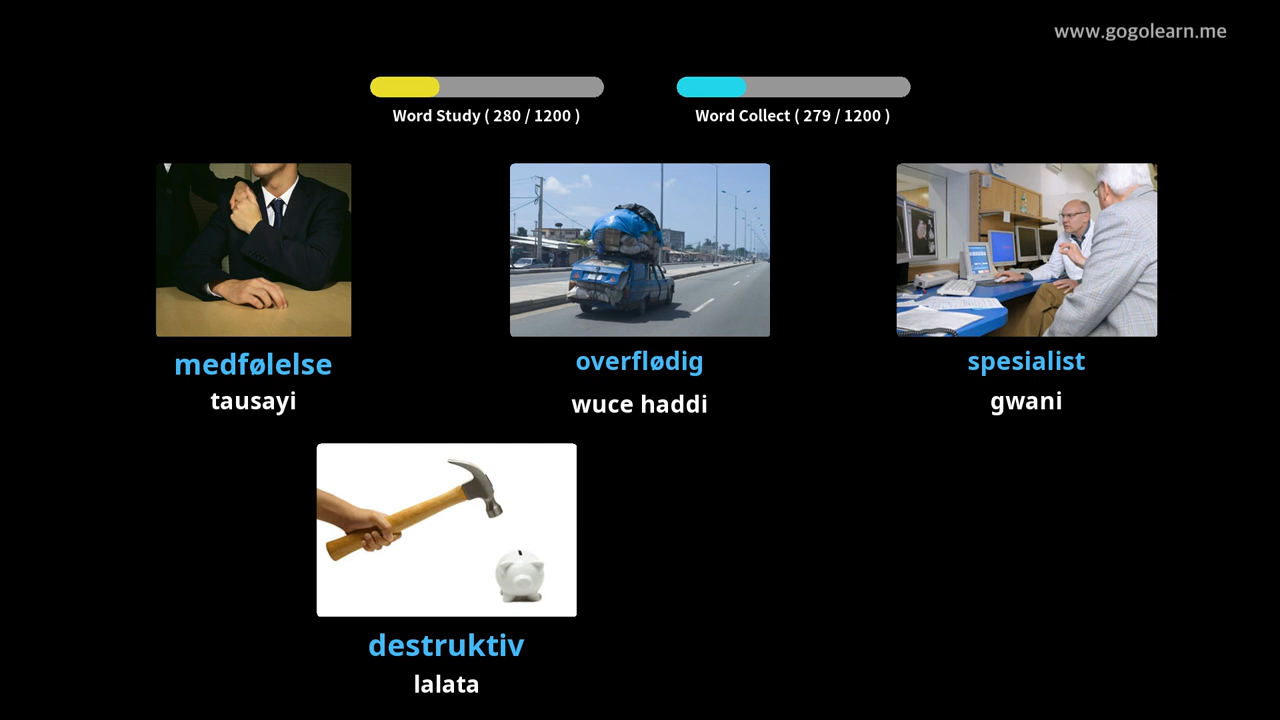 www.gogolearn.me
Word Study ( 280 / 1200 )
Word Collect ( 279 / 1200 )
medfølelse
tausayi
overflødig
wuce haddi
spesialist
gwani
destruktiv
lalata